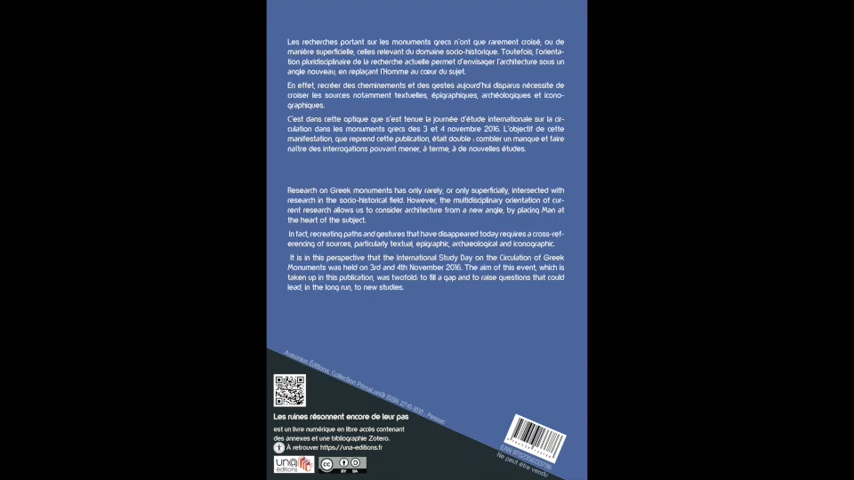 Les recherches portant sur les monuments grecs n'ont que rarement croisé, ou de
manière superficielle, celles relevant du domaine socio-historique. Toutefois, l'orienta-
tion pluridisciplinaire de la recherche actuelle permet d'envisager l'architecture sous un
angle nouveau, en replaçant l'Homme au cœur du sujet.
En effet, recréer des cheminements et des gestes aujourd'hui disparus nécessite de
croiser les sources notamment textuelles, épigraphiques, archéologiques et icono-
graphiques.
C'est dans cette optique que s'est tenue la journée d'étude internationale sur la cir-
culation dans les monuments grecs des 3 et 4 novembre 2016. L'objectif de cette
manifestation, que reprend cette publication, était double : combler un manque et faire
naître des interrogations pouvant mener, à terme, à de nouvelles études.
Research on Greek monuments has only rarely, or only superficially, intersected with
research in the socio-historical field. However, the multidisciplinary orientation of cur-
rent research allows us to consider architecture from a new angle, by placing Man at
the heart of the subject.
In fact, recreating paths and gestures that have disappeared today requires a cross-ref-
erencing of sources, particularly textual, epigraphic, archaeological and iconographic.
It is in this perspective that the International Study Day on the Circulation of Greek
Monuments was held on 3rd and 4th November 2016. The aim of this event, which is
taken up in this publication, was twofold: to fill a gap and to raise questions that could
lead, in the long run, to new studies.
Ausonius Éditions, Collection PrimaLun@
Les ruines résonnent encore de leur pas
est un livre numérique en libre accès contenant
des annexes et une bibliographie Zotero.
À retrouver https://una-editions.fr
una
éditions
cc
BY SA
Ne peut être vendu